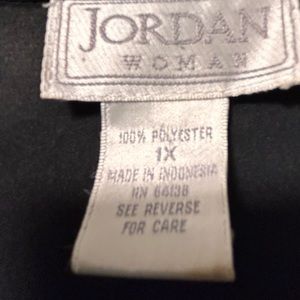 JORDAN
WOMAN
100% POLYESTER
1X
MADE IN INDONESIA
RN 64138
SEE REVERSE
FOR CARE